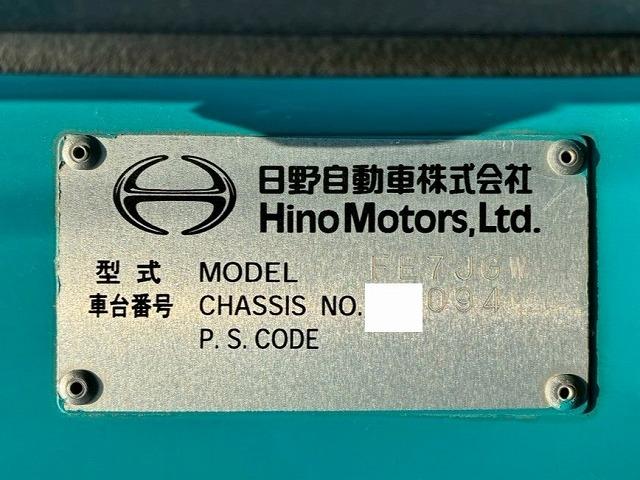 日野自動車株式会社
Hino Motors, Ltd.
型式 MODEL FE7JGW
車台番号 CHASSIS NO. 094
P. S. CODE